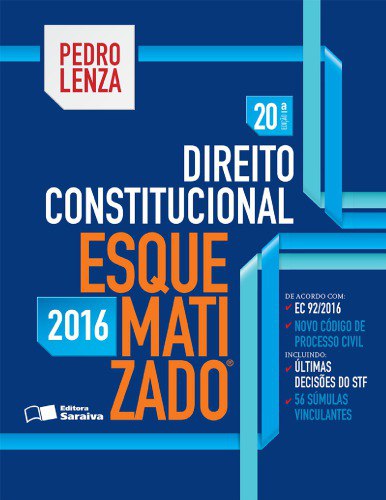 PEDRO
LENZA
20ª
EDIÇÃO
DIREITO
CONSTITUCIONAL
ESQUE
2016
MATI
ZADO®
DE ACORDO COM:
✔ EC 92/2016
✔ NOVO CÓDIGO DE
PROCESSO CIVIL
INCLUINDO:
✔ ÚLTIMAS
DECISÕES DO STF
✔ 56 SÚMULAS
VINCULANTES
Editora
Saraiva